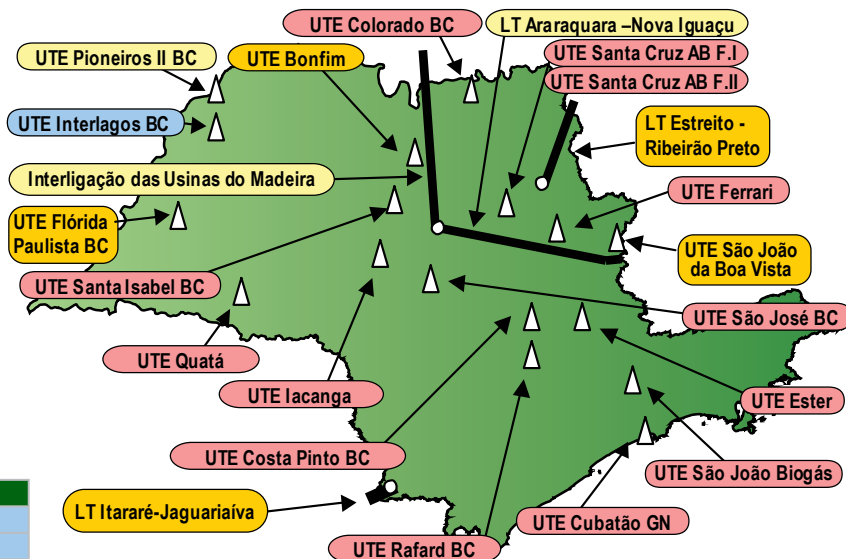 UTE Colorado BC
LT Araraquara –Nova Iguaçu
UTE Pioneiros II BC
UTE Bonfim
UTE Santa Cruz AB F.I
UTE Santa Cruz AB F.II
UTE Interlagos BC
LT Estreito -
Ribeirão Preto
Interligação das Usinas do Madeira
UTE Ferrari
UTE Flórida
Paulista BC
UTE São João
da Boa Vista
UTE Santa Isabel BC
UTE São José BC
UTE Quatá
UTE Iacanga
UTE Ester
UTE Costa Pinto BC
UTE São João Biogás
LT Itararé-Jaguariaíva
UTE Cubatão GN
UTE Rafard BC